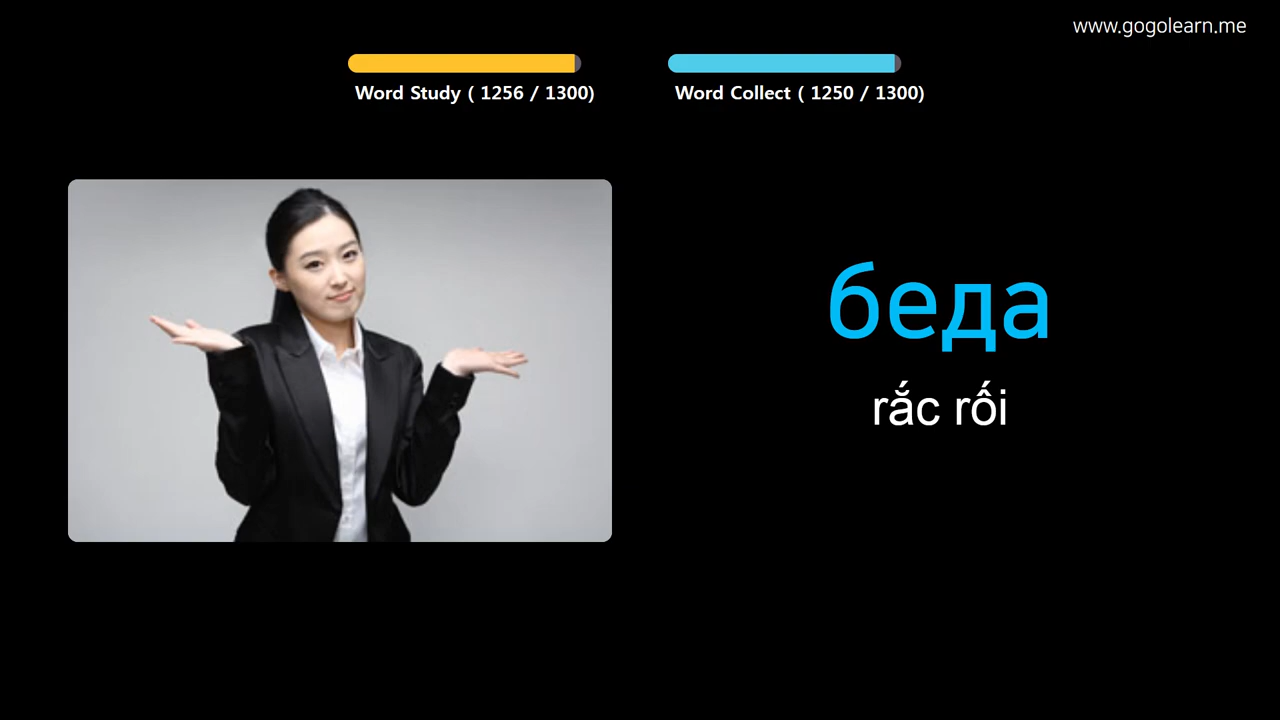 www.gogolearn.me
Word Study ( 1256 / 1300)
Word Collect ( 1250 / 1300)
беда
rắc rối